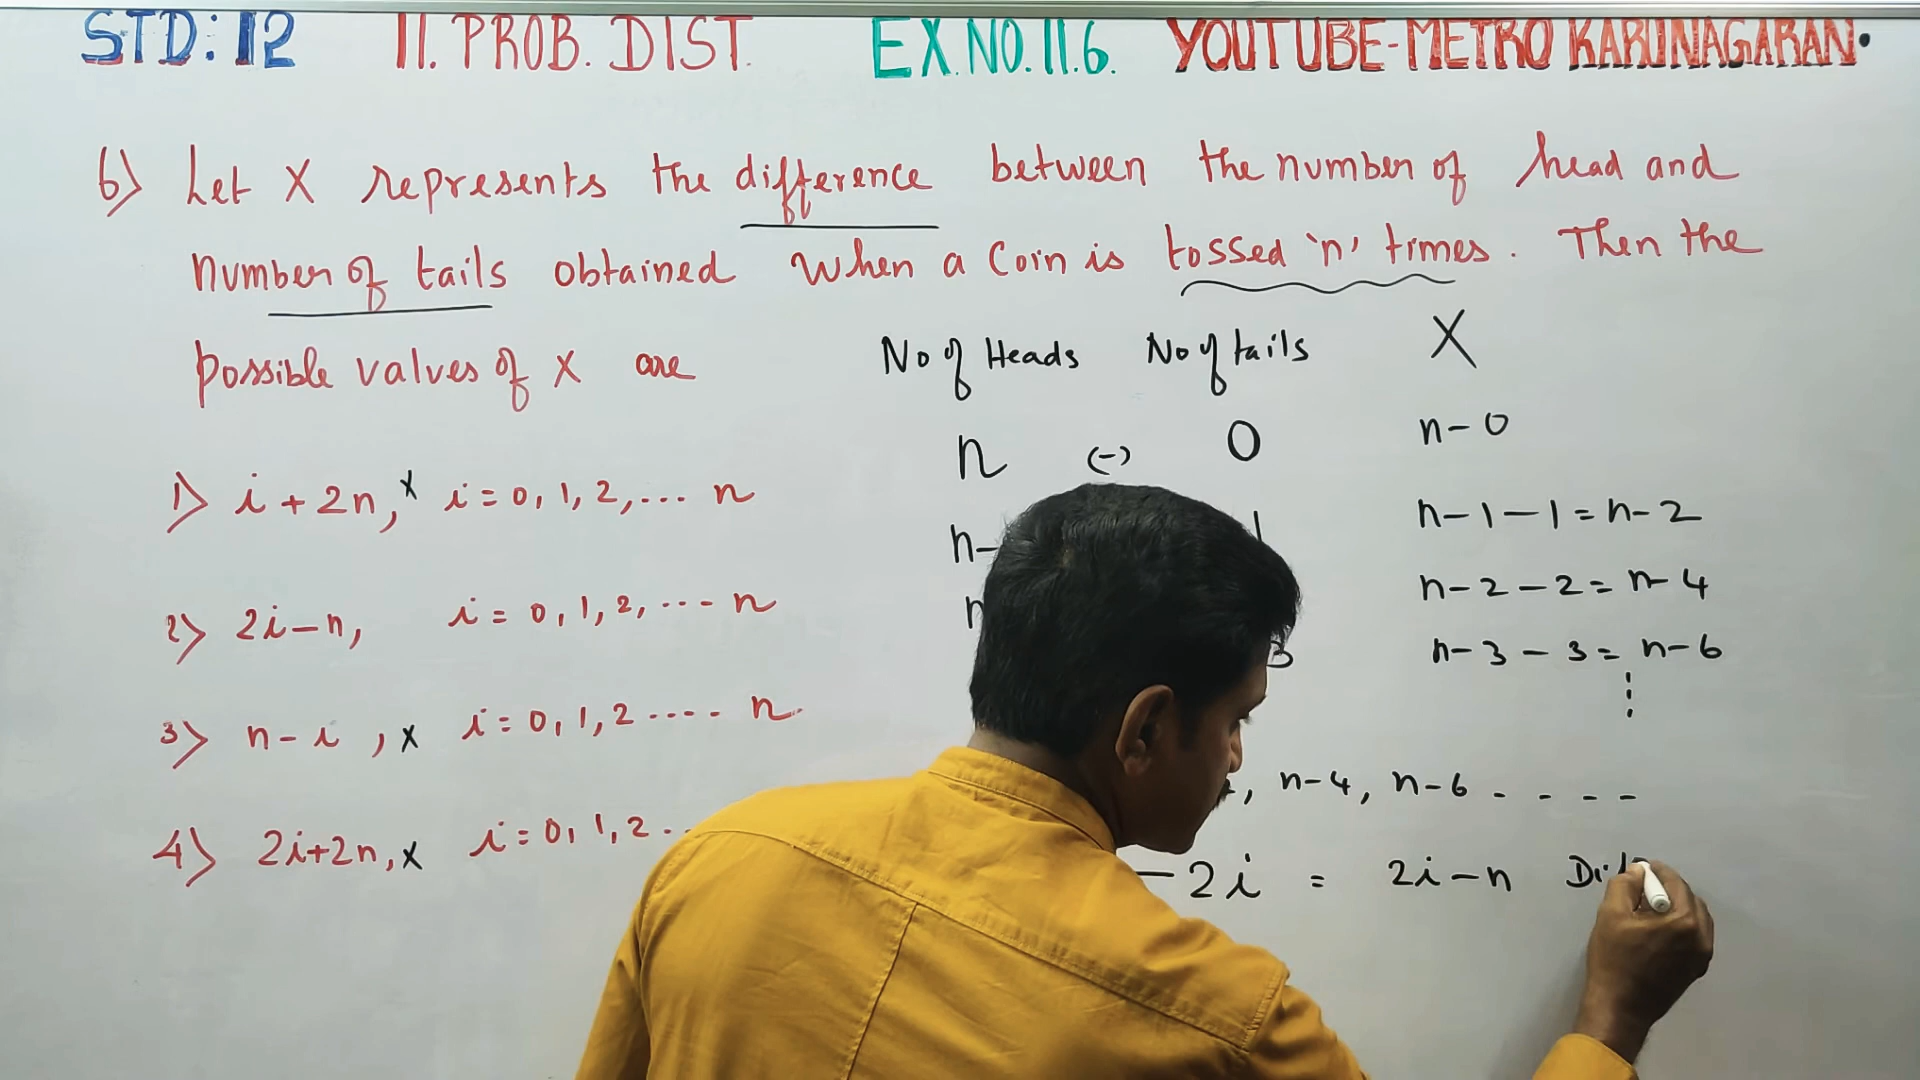 STD: 12 11. PROB. DIST. EX.NO.11.6. YOUTUBE-METRO KARUNAGARAN.
6) Let X represents the difference between the number of head and
number of tails obtained when a coin is tossed 'n' times. Then the
possible values of X are
No of Heads No of tails X
n (-) 0 n-0
1) i+2n, x i=0,1,2,... n
n- 1 n-1-1=n-2
n n-2-2=n-4
2) 2i-n, i=0,1,2,...n
3 n-3-3=n-6
3) n-i, x i=0,1,2....n
, n-4, n-6 - - - -
4) 2i+2n, x i=0,1,2..
-2i = 2i-n